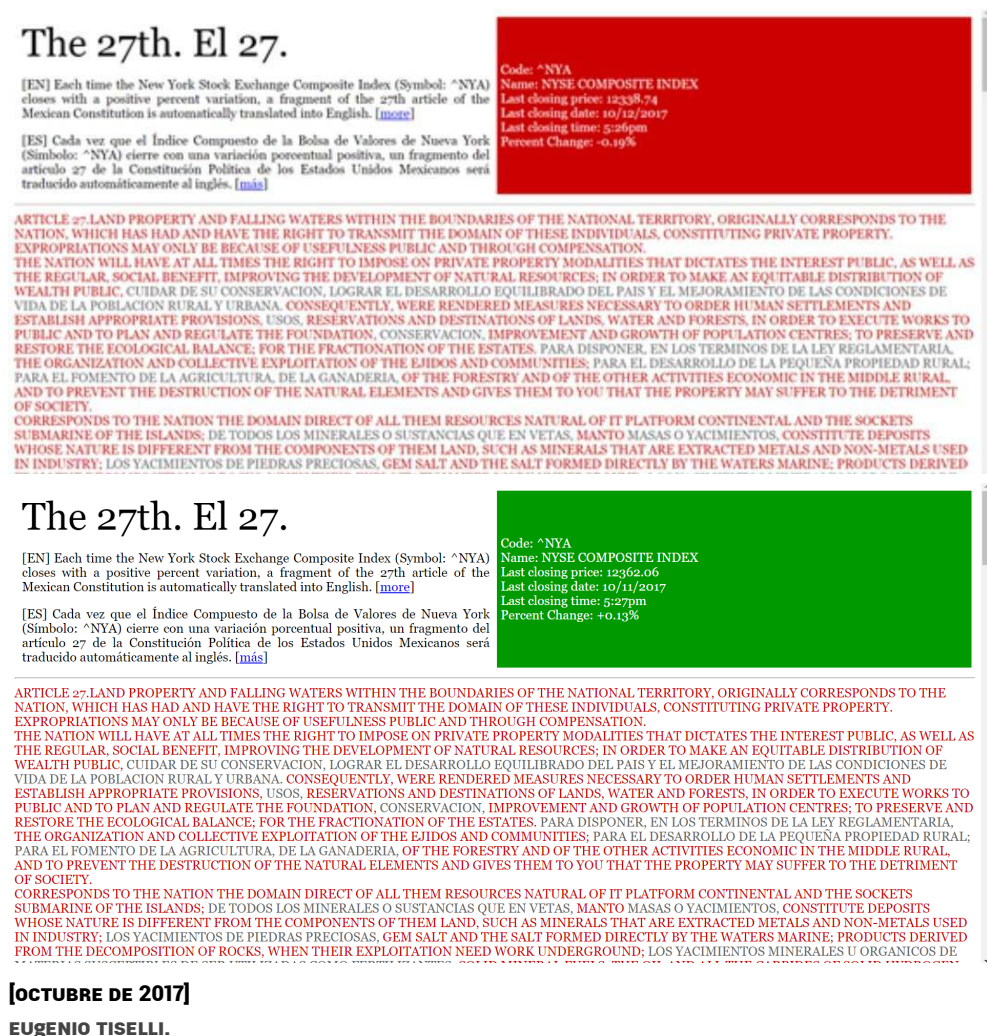 The 27th. El 27.
[EN] Each time the New York Stock Exchange Composite Index (Symbol: ^NYA)
closes with a positive percent variation, a fragment of the 27th article of the
Mexican Constitution is automatically translated into English. [more]
[ES] Cada vez que el Índice Compuesto de la Bolsa de Valores de Nueva York
(Símbolo: ^NYA) cierre con una variación porcentual positiva, un fragmento del
artículo 27 de la Constitución Política de los Estados Unidos Mexicanos será
traducido automáticamente al inglés. [más]
Code: ^NYA
Name: NYSE COMPOSITE INDEX
Last closing price: 12338.74
Last closing date: 10/12/2017
Last closing time: 5:26pm
Percent Change: -0.19%
ARTICLE 27.LAND PROPERTY AND FALLING WATERS WITHIN THE BOUNDARIES OF THE NATIONAL TERRITORY, ORIGINALLY CORRESPONDS TO THE
NATION, WHICH HAS HAD AND HAVE THE RIGHT TO TRANSMIT THE DOMAIN OF THESE INDIVIDUALS, CONSTITUTING PRIVATE PROPERTY.
EXPROPRIATIONS MAY ONLY BE BECAUSE OF USEFULNESS PUBLIC AND THROUGH COMPENSATION.
THE NATION WILL HAVE AT ALL TIMES THE RIGHT TO IMPOSE ON PRIVATE PROPERTY MODALITIES THAT DICTATES THE INTEREST PUBLIC, AS WELL AS
THE REGULAR, SOCIAL BENEFIT, IMPROVING THE DEVELOPMENT OF NATURAL RESOURCES; IN ORDER TO MAKE AN EQUITABLE DISTRIBUTION OF
WEALTH PUBLIC, CUIDAR DE SU CONSERVACION, LOGRAR EL DESARROLLO EQUILIBRADO DEL PAIS Y EL MEJORAMIENTO DE LAS CONDICIONES DE
VIDA DE LA POBLACION RURAL Y URBANA. CONSEQUENTLY, WERE RENDERED MEASURES NECESSARY TO ORDER HUMAN SETTLEMENTS AND
ESTABLISH APPROPRIATE PROVISIONS, USOS, RESERVATIONS AND DESTINATIONS OF LANDS, WATER AND FORESTS, IN ORDER TO EXECUTE WORKS TO
PUBLIC AND TO PLAN AND REGULATE THE FOUNDATION, CONSERVACION, IMPROVEMENT AND GROWTH OF POPULATION CENTRES; TO PRESERVE AND
RESTORE THE ECOLOGICAL BALANCE; FOR THE FRACTIONATION OF THE ESTATES. PARA DISPONER, EN LOS TERMINOS DE LA LEY REGLAMENTARIA,
THE ORGANIZATION AND COLLECTIVE EXPLOITATION OF THE EJIDOS AND COMMUNITIES; PARA EL DESARROLLO DE LA PEQUEÑA PROPIEDAD RURAL;
PARA EL FOMENTO DE LA AGRICULTURA, DE LA GANADERIA, OF THE FORESTRY AND OF THE OTHER ACTIVITIES ECONOMIC IN THE MIDDLE RURAL,
AND TO PREVENT THE DESTRUCTION OF THE NATURAL ELEMENTS AND GIVES THEM TO YOU THAT THE PROPERTY MAY SUFFER TO THE DETRIMENT
OF SOCIETY.
CORRESPONDS TO THE NATION THE DOMAIN DIRECT OF ALL THEM RESOURCES NATURAL OF IT PLATFORM CONTINENTAL AND THE SOCKETS
SUBMARINE OF THE ISLANDS; DE TODOS LOS MINERALES O SUSTANCIAS QUE EN VETAS, MANTO MASAS O YACIMIENTOS, CONSTITUTE DEPOSITS
WHOSE NATURE IS DIFFERENT FROM THE COMPONENTS OF THEM LAND, SUCH AS MINERALS THAT ARE EXTRACTED METALS AND NON-METALS USED
IN INDUSTRY; LOS YACIMIENTOS DE PIEDRAS PRECIOSAS, GEM SALT AND THE SALT FORMED DIRECTLY BY THE WATERS MARINE; PRODUCTS DERIVED
The 27th. El 27.
[EN] Each time the New York Stock Exchange Composite Index (Symbol: ^NYA)
closes with a positive percent variation, a fragment of the 27th article of the
Mexican Constitution is automatically translated into English. [more]
[ES] Cada vez que el Índice Compuesto de la Bolsa de Valores de Nueva York
(Símbolo: ^NYA) cierre con una variación porcentual positiva, un fragmento del
artículo 27 de la Constitución Política de los Estados Unidos Mexicanos será
traducido automáticamente al inglés. [más]
Code: ^NYA
Name: NYSE COMPOSITE INDEX
Last closing price: 12362.06
Last closing date: 10/11/2017
Last closing time: 5:27pm
Percent Change: +0.13%
ARTICLE 27.LAND PROPERTY AND FALLING WATERS WITHIN THE BOUNDARIES OF THE NATIONAL TERRITORY, ORIGINALLY CORRESPONDS TO THE
NATION, WHICH HAS HAD AND HAVE THE RIGHT TO TRANSMIT THE DOMAIN OF THESE INDIVIDUALS, CONSTITUTING PRIVATE PROPERTY.
EXPROPRIATIONS MAY ONLY BE BECAUSE OF USEFULNESS PUBLIC AND THROUGH COMPENSATION.
THE NATION WILL HAVE AT ALL TIMES THE RIGHT TO IMPOSE ON PRIVATE PROPERTY MODALITIES THAT DICTATES THE INTEREST PUBLIC, AS WELL AS
THE REGULAR, SOCIAL BENEFIT, IMPROVING THE DEVELOPMENT OF NATURAL RESOURCES; IN ORDER TO MAKE AN EQUITABLE DISTRIBUTION OF
WEALTH PUBLIC, CUIDAR DE SU CONSERVACION, LOGRAR EL DESARROLLO EQUILIBRADO DEL PAIS Y EL MEJORAMIENTO DE LAS CONDICIONES DE
VIDA DE LA POBLACION RURAL Y URBANA. CONSEQUENTLY, WERE RENDERED MEASURES NECESSARY TO ORDER HUMAN SETTLEMENTS AND
ESTABLISH APPROPRIATE PROVISIONS, USOS, RESERVATIONS AND DESTINATIONS OF LANDS, WATER AND FORESTS, IN ORDER TO EXECUTE WORKS TO
PUBLIC AND TO PLAN AND REGULATE THE FOUNDATION, CONSERVACION, IMPROVEMENT AND GROWTH OF POPULATION CENTRES; TO PRESERVE AND
RESTORE THE ECOLOGICAL BALANCE; FOR THE FRACTIONATION OF THE ESTATES. PARA DISPONER, EN LOS TERMINOS DE LA LEY REGLAMENTARIA,
THE ORGANIZATION AND COLLECTIVE EXPLOITATION OF THE EJIDOS AND COMMUNITIES; PARA EL DESARROLLO DE LA PEQUEÑA PROPIEDAD RURAL;
PARA EL FOMENTO DE LA AGRICULTURA, DE LA GANADERIA, OF THE FORESTRY AND OF THE OTHER ACTIVITIES ECONOMIC IN THE MIDDLE RURAL,
AND TO PREVENT THE DESTRUCTION OF THE NATURAL ELEMENTS AND GIVES THEM TO YOU THAT THE PROPERTY MAY SUFFER TO THE DETRIMENT
OF SOCIETY.
CORRESPONDS TO THE NATION THE DOMAIN DIRECT OF ALL THEM RESOURCES NATURAL OF IT PLATFORM CONTINENTAL AND THE SOCKETS
SUBMARINE OF THE ISLANDS; DE TODOS LOS MINERALES O SUSTANCIAS QUE EN VETAS, MANTO MASAS O YACIMIENTOS, CONSTITUTE DEPOSITS
WHOSE NATURE IS DIFFERENT FROM THE COMPONENTS OF THEM LAND, SUCH AS MINERALS THAT ARE EXTRACTED METALS AND NON-METALS USED
IN INDUSTRY; LOS YACIMIENTOS DE PIEDRAS PRECIOSAS, GEM SALT AND THE SALT FORMED DIRECTLY BY THE WATERS MARINE; PRODUCTS DERIVED
FROM THE DECOMPOSITION OF ROCKS, WHEN THEIR EXPLOITATION NEED WORK UNDERGROUND; LOS YACIMIENTOS MINERALES U ORGANICOS DE
[OCTUBRE DE 2017]
EUGENIO TISELLI.